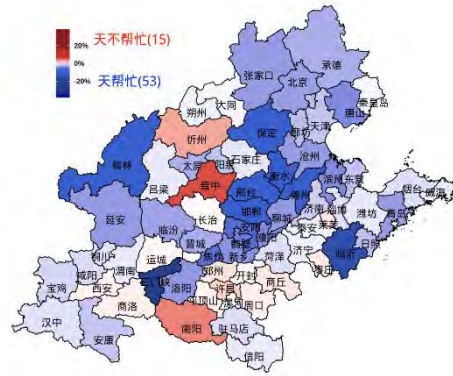 天不帮忙(15)
20%
0%
-20%
天帮忙(53)
承德
张家口
北京
秦皇岛
唐山
大同
朔州
天津
廊坊
保定
忻州
沧州
石家庄
榆林
太原
阳泉
衡水
滨州
东营
烟台
威海
吕梁
晋中
邢台
德州
济南
淄博
潍坊
青岛
延安
临汾
长治
邯郸
聊城
泰安
莱芜
日照
安阳
晋城
鹤壁
濮阳
济宁
临沂
铜川
运城
焦作
新乡
菏泽
枣庄
咸阳
渭南
三门峡
洛阳
郑州
开封
商丘
宝鸡
西安
许昌
商洛
平顶山
漯河
周口
汉中
南阳
驻马店
安康
信阳